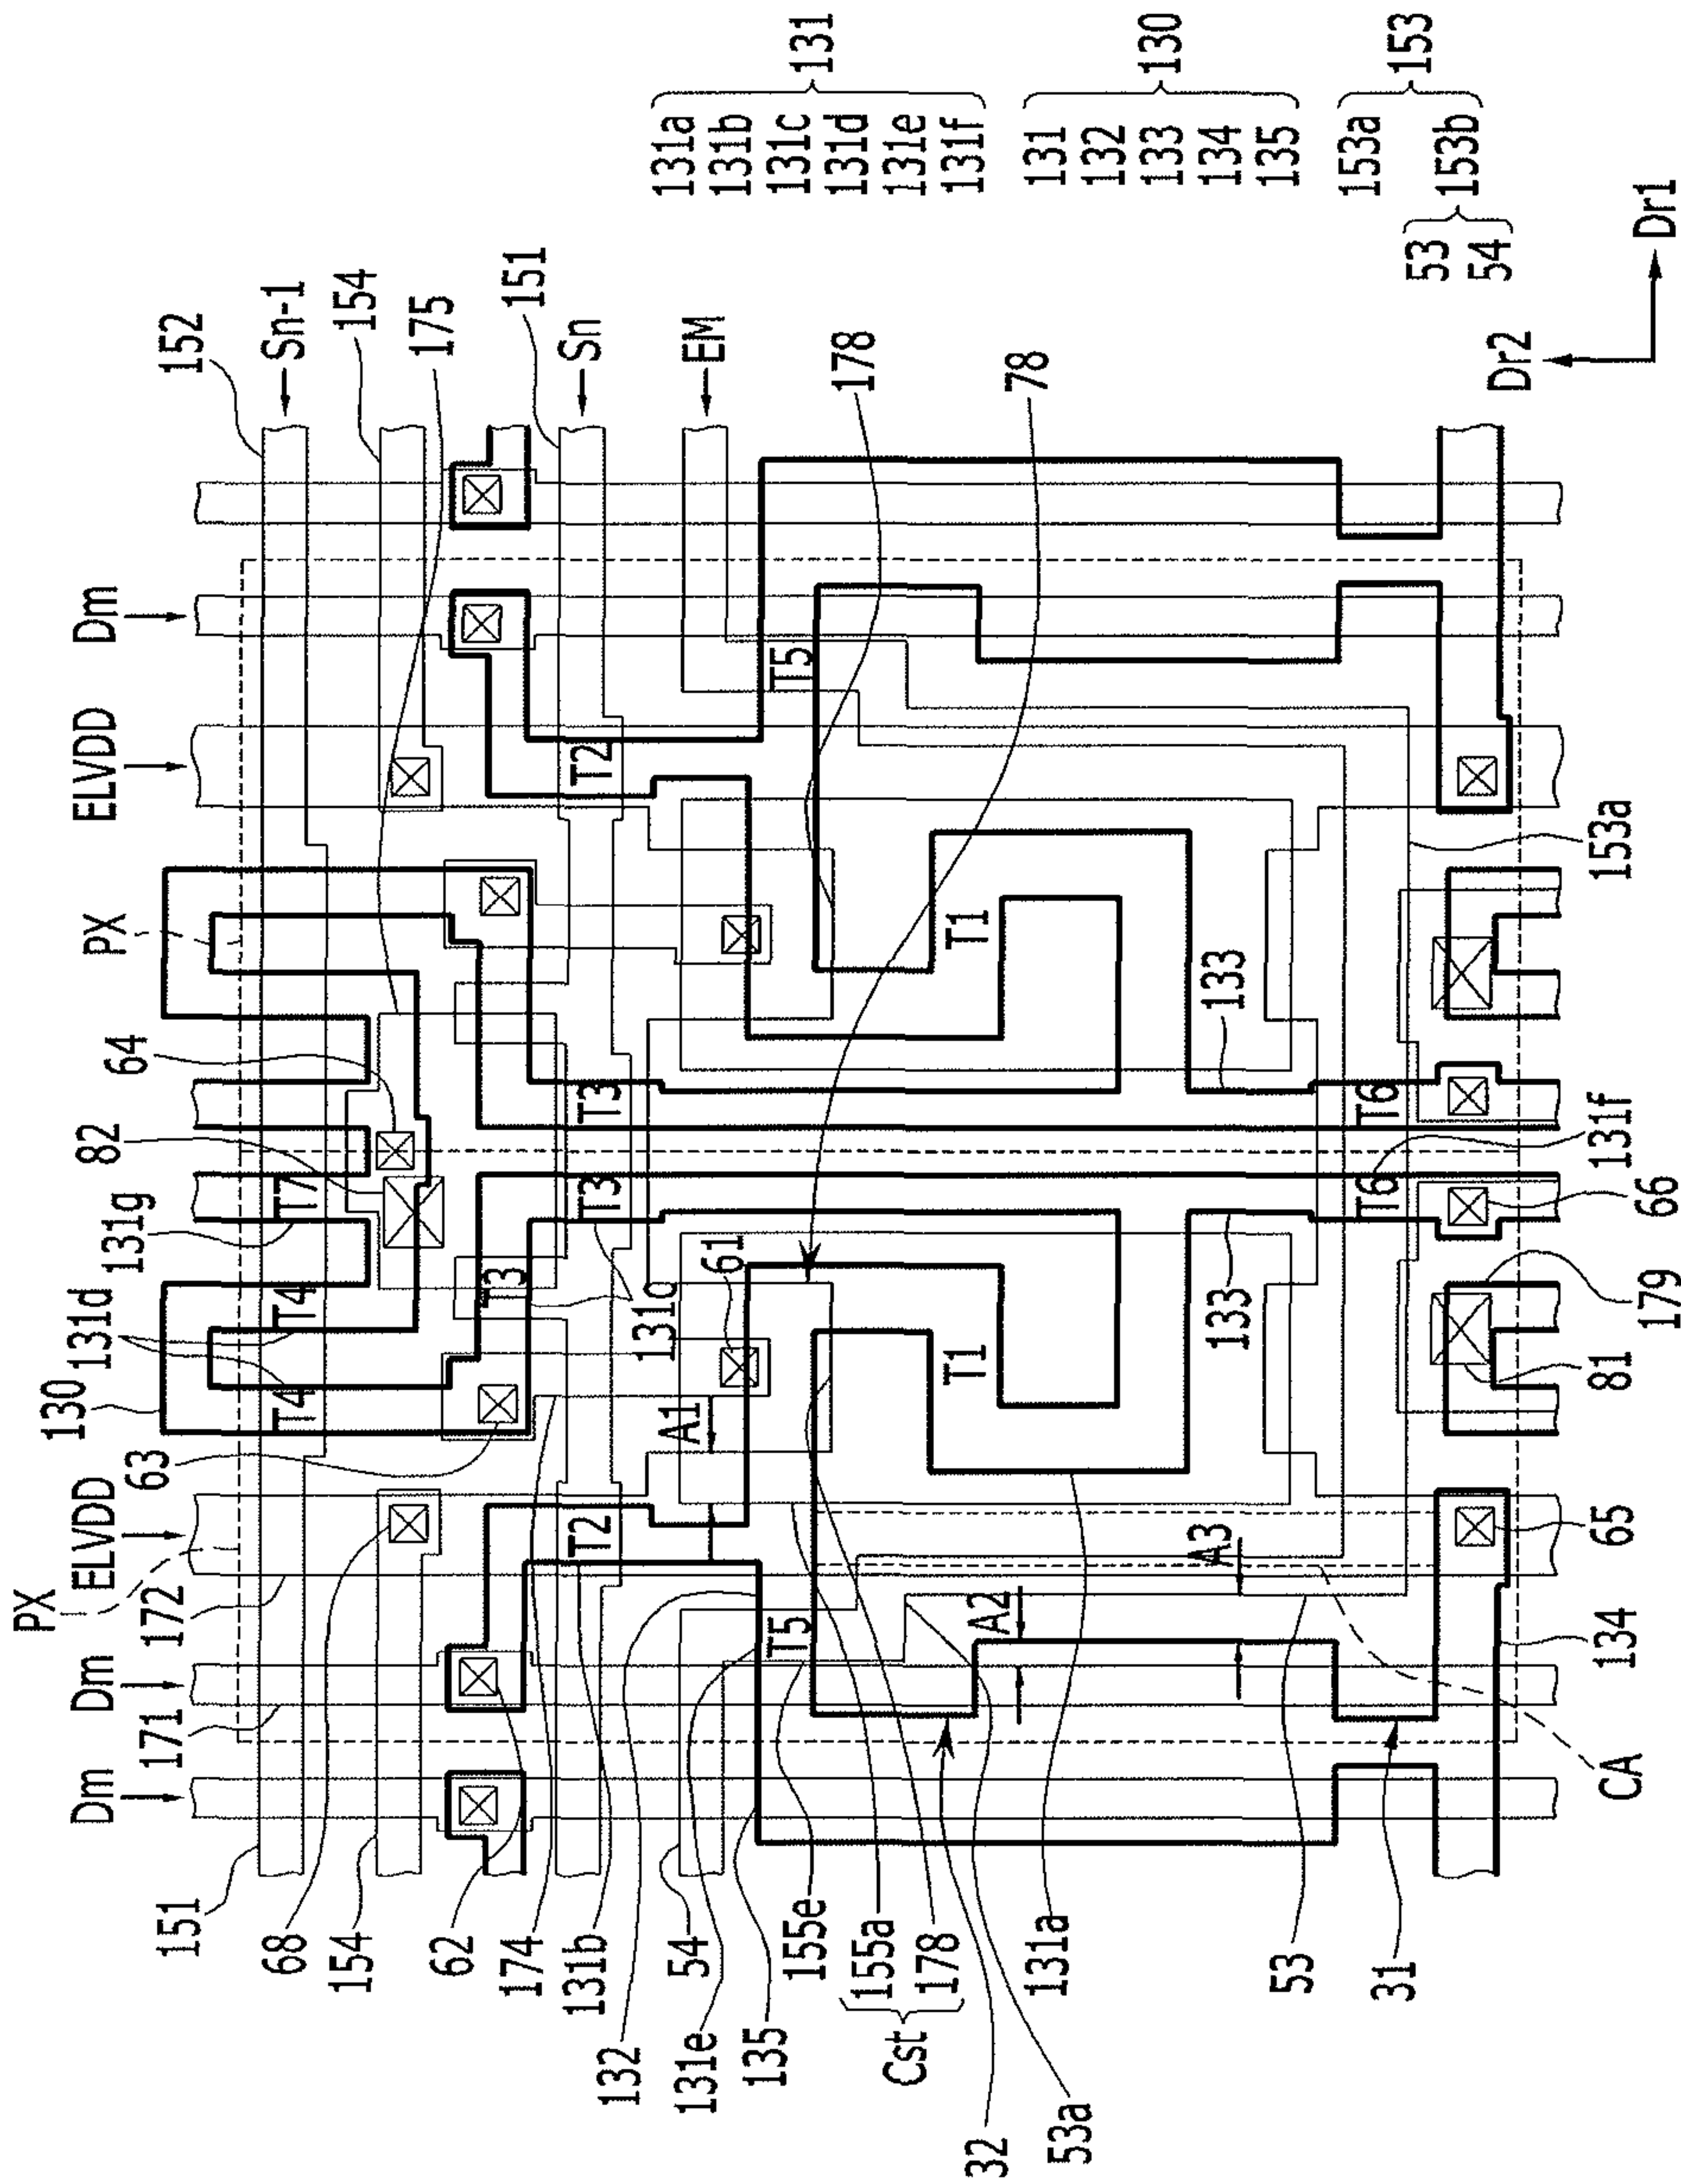 PX
ELVDD
Dm
Dm
PX
ELVDD
Dm
130
131d
131g
82
64
63
172
171
152
Sn-1
154
175
151
Sn
EM
178
78
T4
T4
T7
T3
T3
T3
T2
T2
T5
T5
T1
T1
T6
T6
A1
A2
A3
61
131c
133
133
151
68
154
62
174
131b
54
132
131e
135
155e
155a
178
Cst
32
53a
131a
53
31
CA
134
65
81
179
66
131f
153a
131a
131b
131c
131d
131e
131f
131
131
132
133
134
135
130
153a
153b
153
53
54
Dr2
Dr1